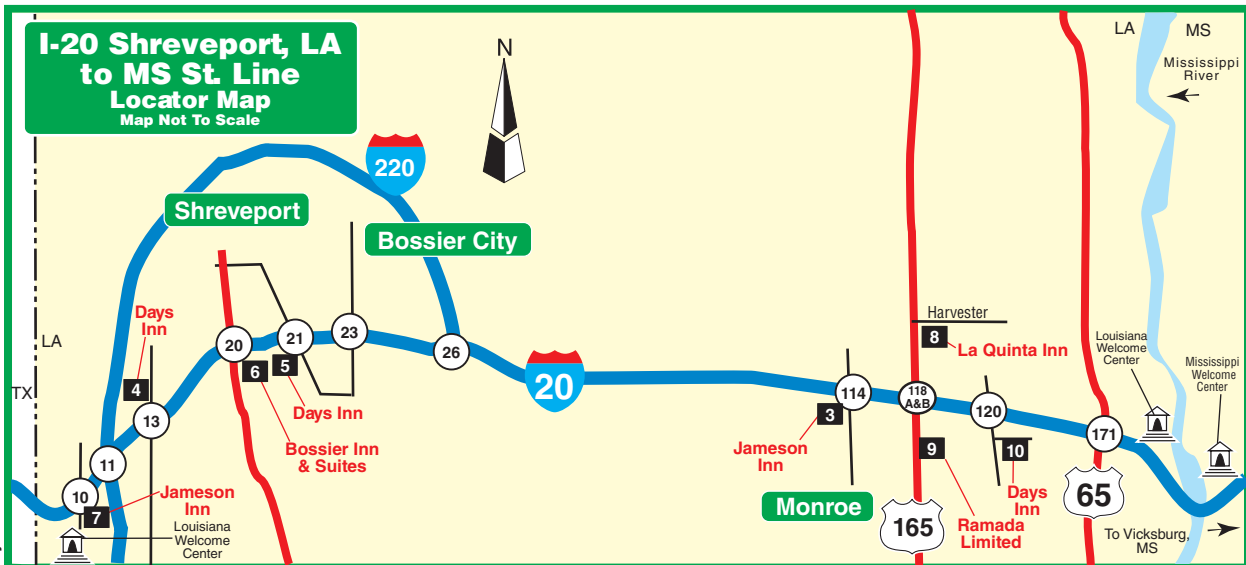 I-20 Shreveport, LA
to MS St. Line
Locator Map
Map Not To Scale
N
LA
MS
Mississippi
River
220
Shreveport
Bossier City
Days
Inn
LA
TX
4
13
11
10
7
Jameson
Inn
Louisiana
Welcome
Center
20
6
21
5
Days Inn
Bossier Inn
& Suites
23
26
20
Harvester
8
La Quinta Inn
114
3
Jameson
Inn
Monroe
118
A&B
9
165
Ramada
Limited
120
10
Days
Inn
171
65
Louisiana
Welcome
Center
Mississippi
Welcome
Center
To Vicksburg,
MS